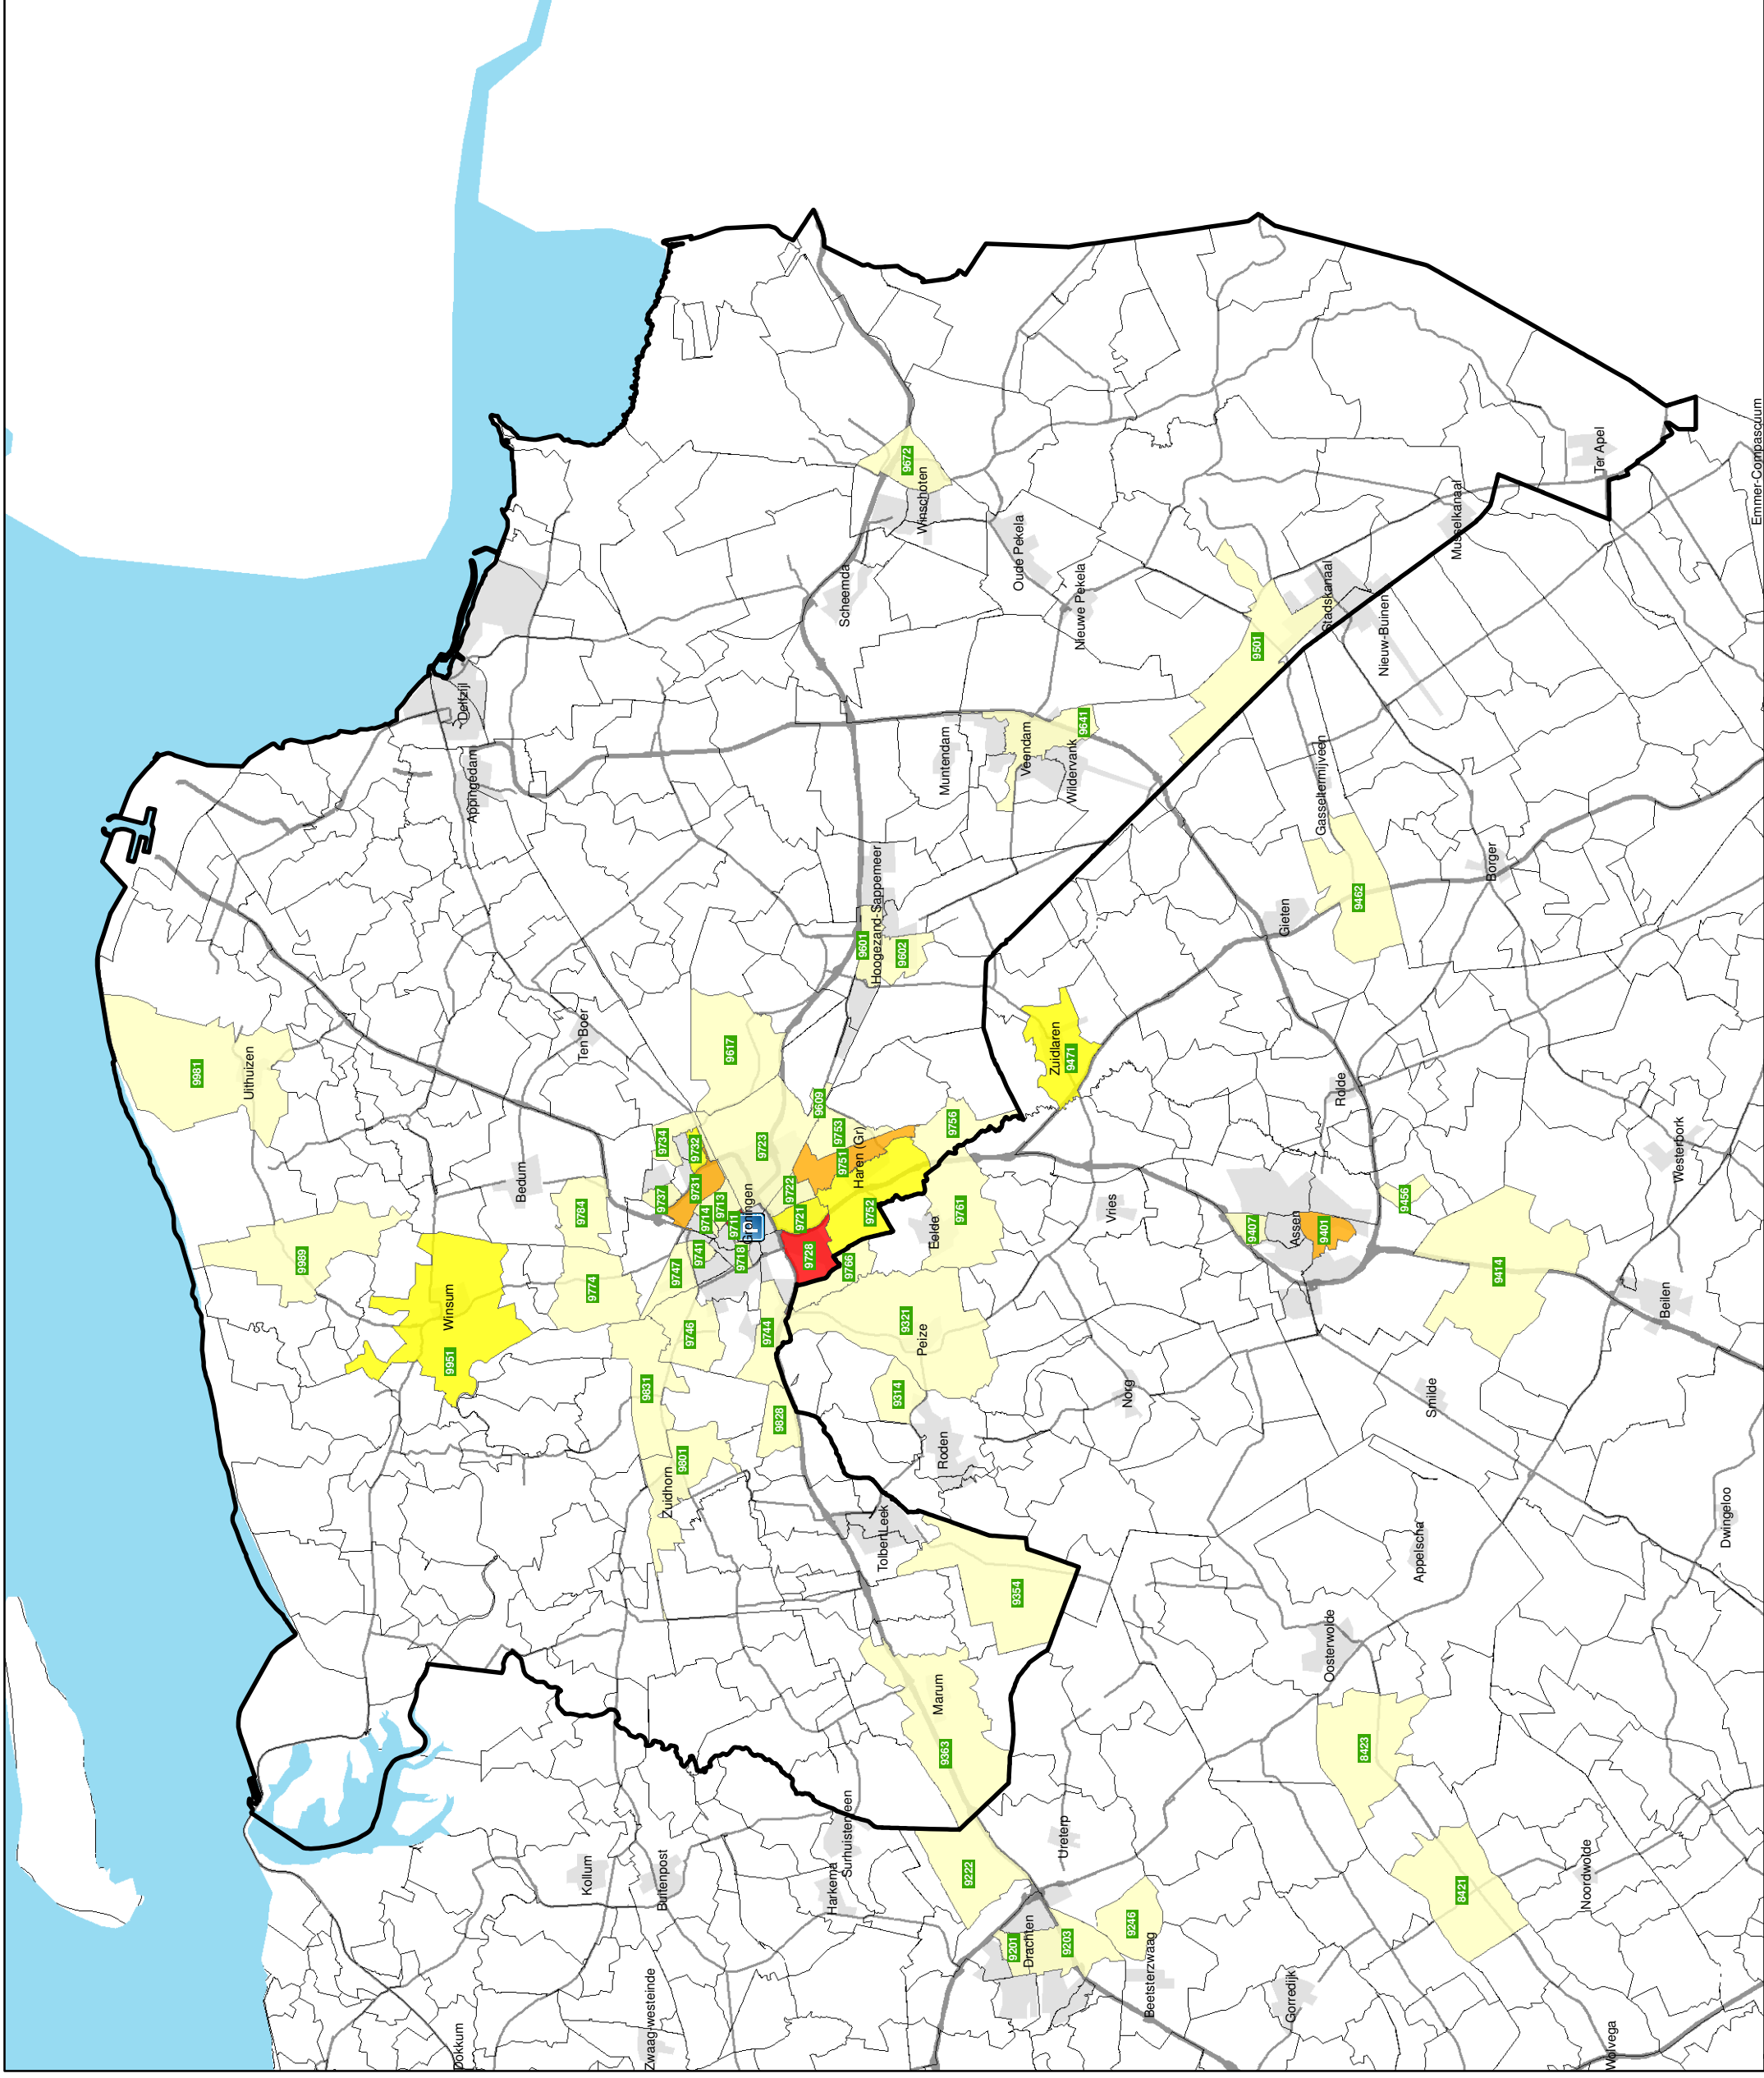 9981
Uithuizen
9989
Winsum
9951
Bedum
Ten Boer
9784
9774
Appingedam
Delfzijl
9734
9732
9737
9731
9714
9713
9711
Groningen
9741
9718
9747
9746
9744
9831
9801
Zuidhorn
9828
9617
9723
9609
9722
9721
9728
9753
9751
Haren (Gr)
9752
9756
9766
9761
Eelde
9321
Peize
9314
Roden
9601
Hoogezand-Sappemeer
9602
Scheemda
9672
Winschoten
Oude Pekela
Nieuwe Pekela
Muntendam
Veendam
9641
Wildervank
9501
Stadskanaal
Nieuw-Buinen
Musselkanaal
Ter Apel
Emmer-Compascuum
Zuidlaren
9471
Vries
Norg
9407
Assen
9401
9456
9414
Rolde
Gieten
Gasselternijveen
9462
Borger
Westerbork
Beilen
Smilde
Dwingeloo
Appelscha
Oosterwolde
8423
8421
Noordwolde
Wolvega
Gorredijk
Tolbert
Leek
9354
Marum
9363
9222
Ureterp
9201
Drachten
9203
9246
Beetsterzwaag
Surhuisterveen
Harkema
Buitenpost
Kollum
Zwaag-westeinde
Dokkum